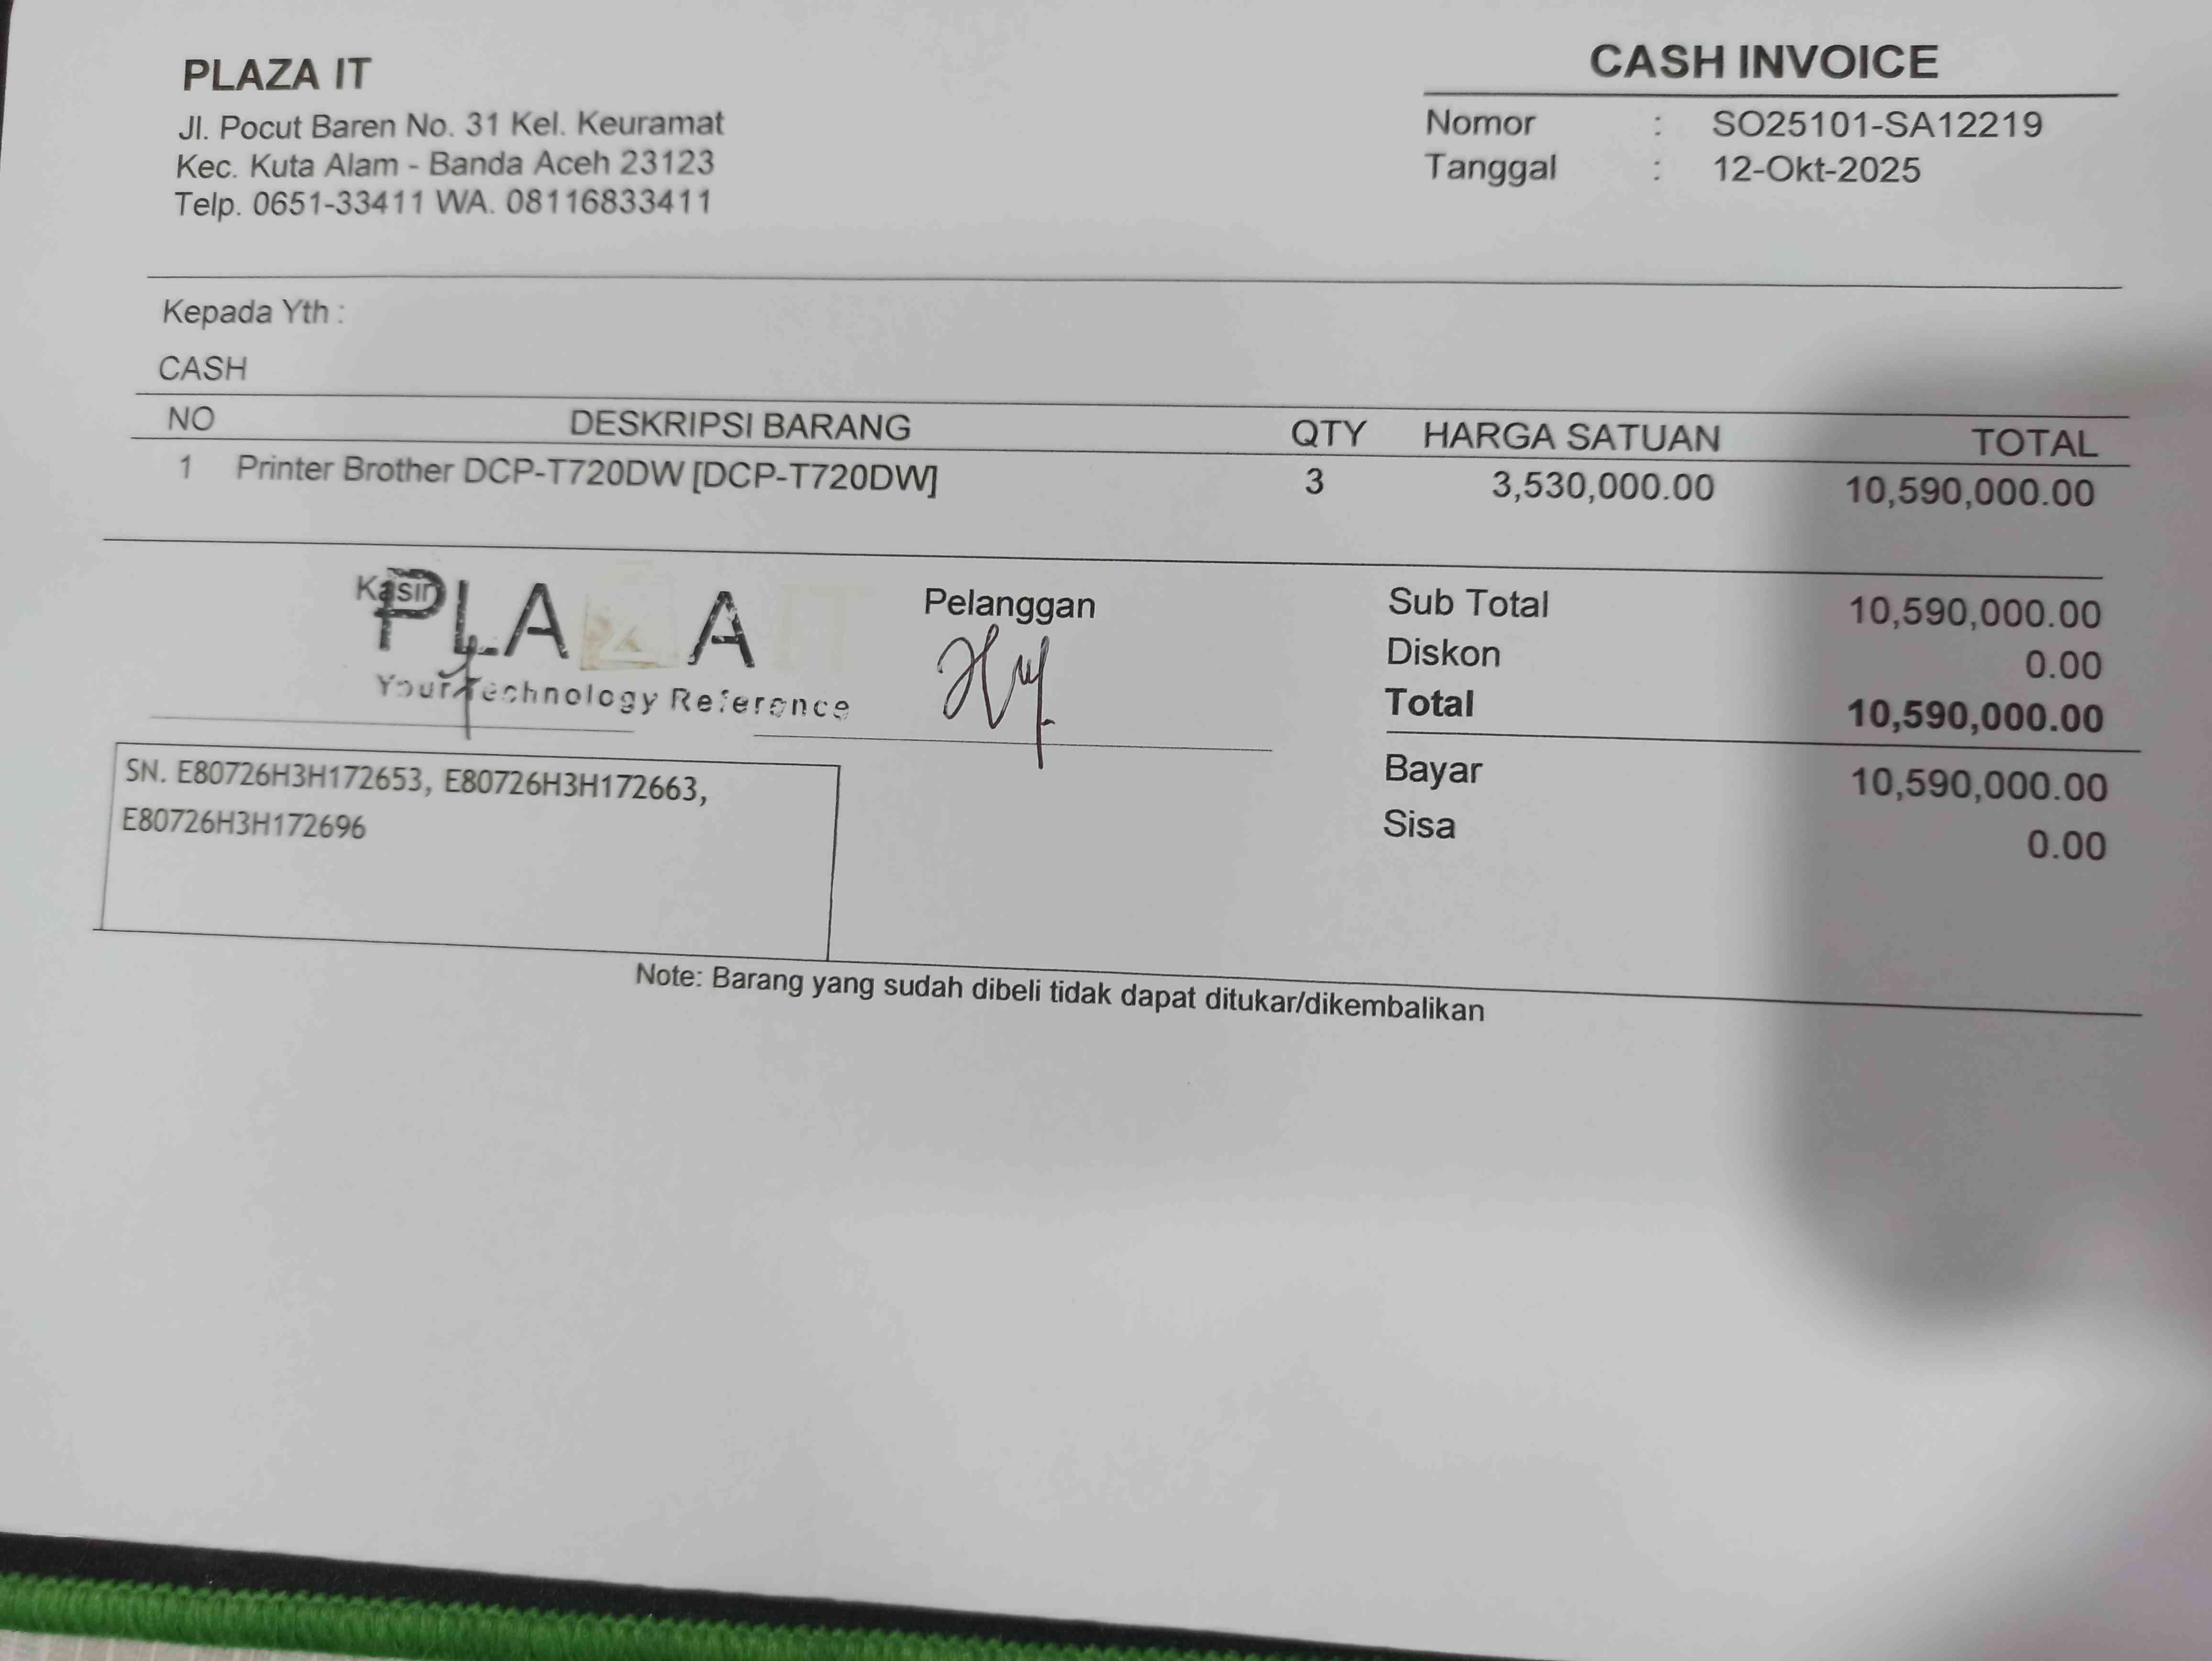 PLAZA IT
Jl. Pocut Baren No. 31 Kel. Keuramat
Kec. Kuta Alam - Banda Aceh 23123
Telp. 0651-33411 WA. 08116833411
CASH INVOICE
Nomor : SO25101-SA12219
Tanggal : 12-Okt-2025
Kepada Yth :
CASH
NO DESKRIPSI BARANG QTY HARGA SATUAN TOTAL
1 Printer Brother DCP-T720DW [DCP-T720DW] 3 3,530,000.00 10,590,000.00
Kasir
PLAZA IT
Your Technology Reference
Pelanggan
Sub Total 10,590,000.00
Diskon 0.00
Total 10,590,000.00
Bayar 10,590,000.00
Sisa 0.00
SN. E80726H3H172653, E80726H3H172663,
E80726H3H172696
Note: Barang yang sudah dibeli tidak dapat ditukar/dikembalikan